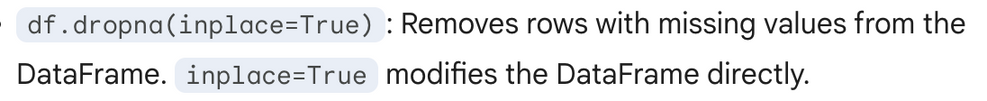 df.dropna(inplace=True): Removes rows with missing values from the
DataFrame. inplace=True modifies the DataFrame directly.